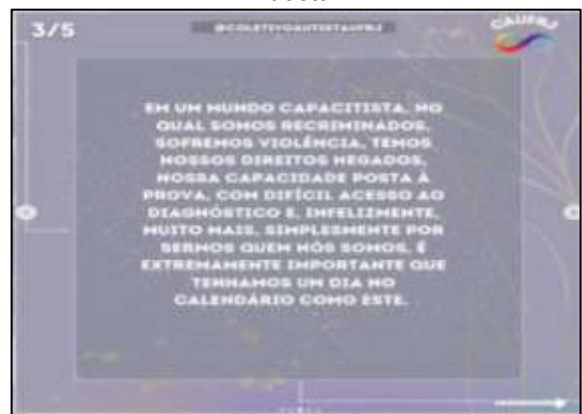 3/5
@COLETIVOAUTISTAUFRJ
CAUFRJ
EM UM MUNDO CAPACITISTA, NO
QUAL SOMOS RECRIMINADOS,
SOFREMOS VIOLÊNCIA, TEMOS
NOSSOS DIREITOS NEGADOS,
NOSSA CAPACIDADE POSTA À
PROVA, COM DIFÍCIL ACESSO AO
DIAGNÓSTICO E, INFELIZMENTE,
MUITO MAIS, SIMPLESMENTE POR
SERMOS QUEM NÓS SOMOS, É
EXTREMAMENTE IMPORTANTE QUE
TENHAMOS UM DIA NO
CALENDÁRIO COMO ESTE.